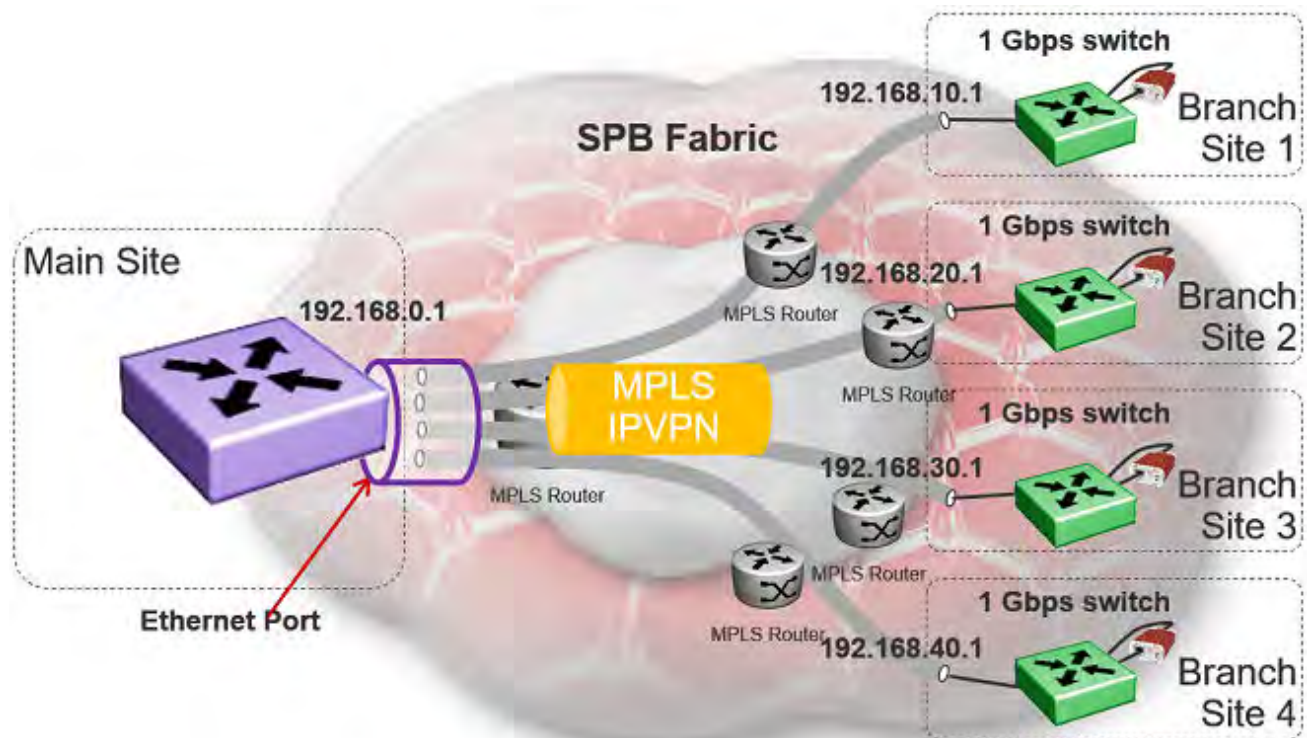 1 Gbps switch
192.168.10.1
Branch
Site 1
SPB Fabric
1 Gbps switch
Main Site
192.168.20.1
Branch
Site 2
192.168.0.1
MPLS Router
MPLS
IPVPN
MPLS Router
1 Gbps switch
192.168.30.1
Branch
Site 3
MPLS Router
MPLS Router
1 Gbps switch
Ethernet Port
MPLS Router
192.168.40.1
Branch
Site 4